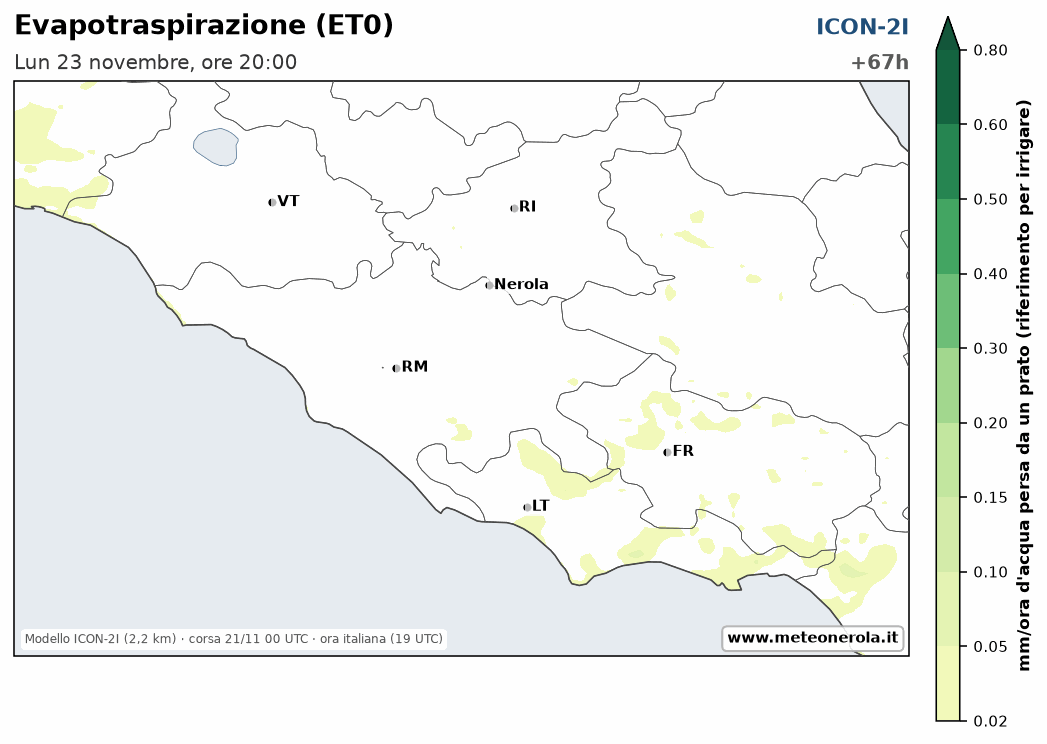 Evapotraspirazione (ET0)
ICON-2I
Lun 23 novembre, ore 20:00
+67h
VT
RI
Nerola
RM
FR
LT
Modello ICON-2I (2,2 km) · corsa 21/11 00 UTC · ora italiana (19 UTC)
www.meteonerola.it
0.80
0.60
0.50
0.40
0.30
0.20
0.15
0.10
0.05
0.02
mm/ora d'acqua persa da un prato (riferimento per irrigare)